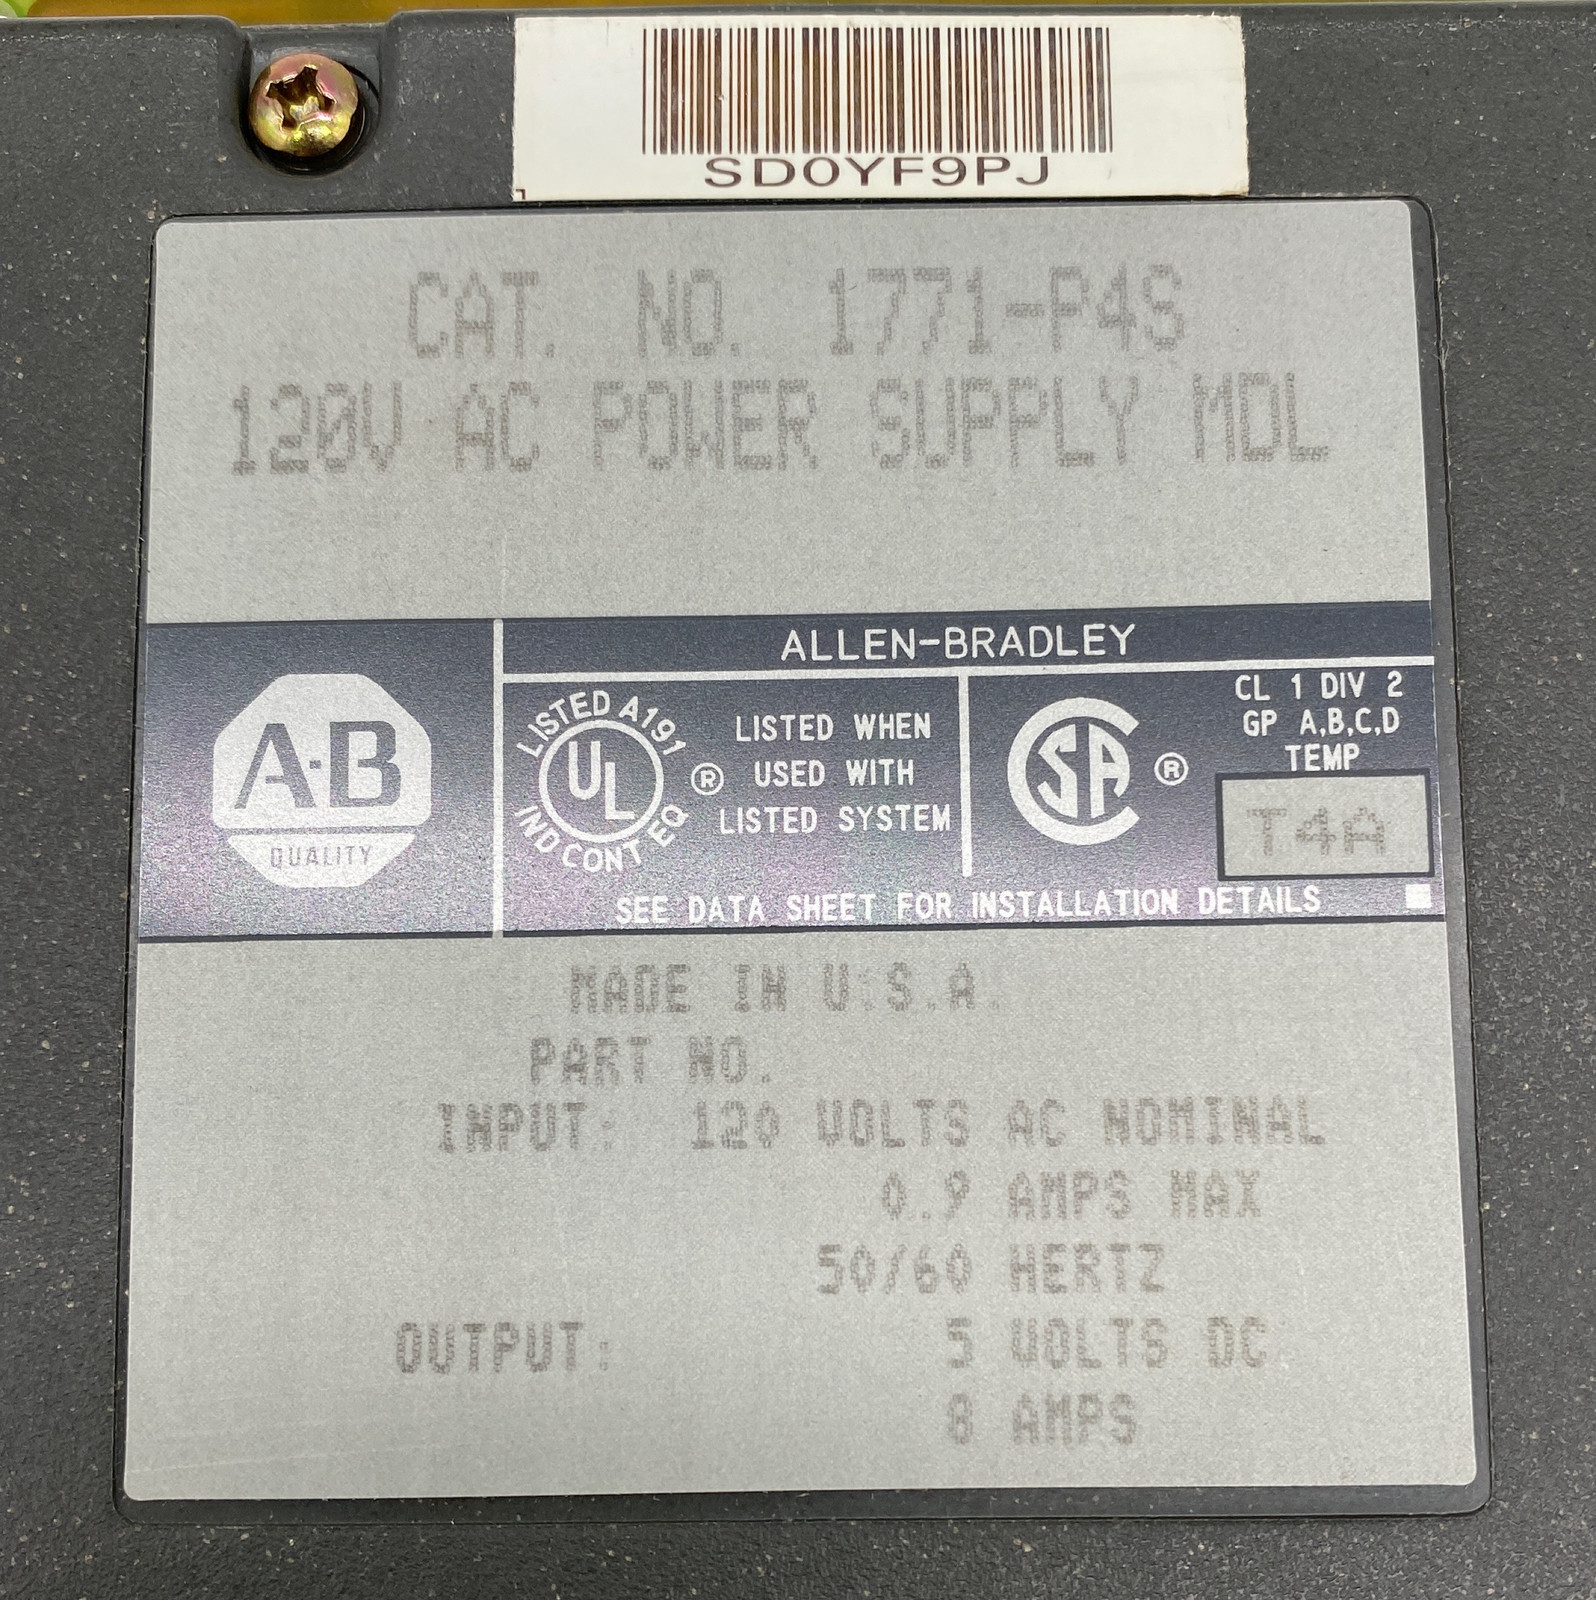 SD0YF9PJ
CAT. NO. 1771-P4S
120V AC POWER SUPPLY MDL
ALLEN-BRADLEY
A-B
QUALITY
LISTED A191
UL
IND CONT EQ
®
LISTED WHEN
USED WITH
LISTED SYSTEM
CSA
®
CL 1 DIV 2
GP A,B,C,D
TEMP
T4A
SEE DATA SHEET FOR INSTALLATION DETAILS
MADE IN U.S.A.
PART NO.
INPUT: 120 VOLTS AC NOMINAL
0.9 AMPS MAX
50/60 HERTZ
OUTPUT: 5 VOLTS DC
8 AMPS